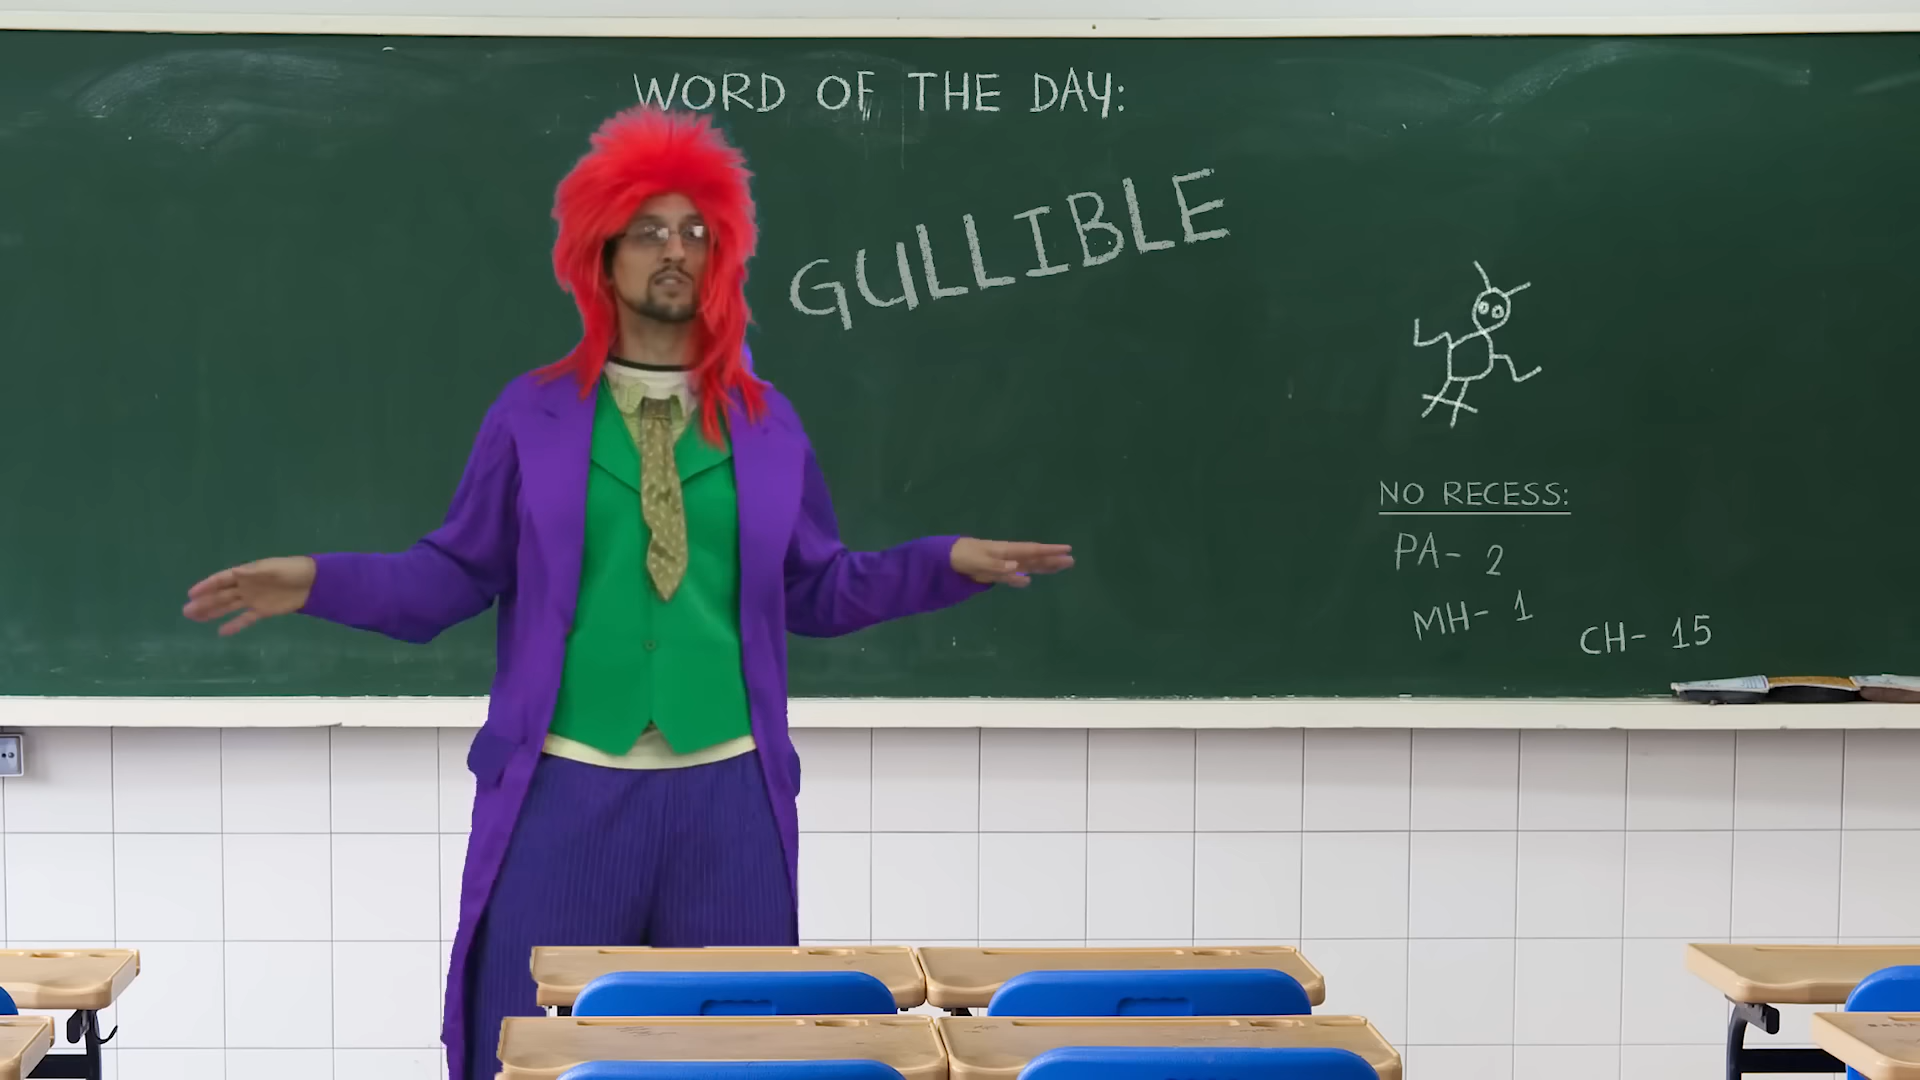 WORD OF THE DAY:
GULLIBLE
NO RECESS:
PA- 2
MH- 1
CH- 15